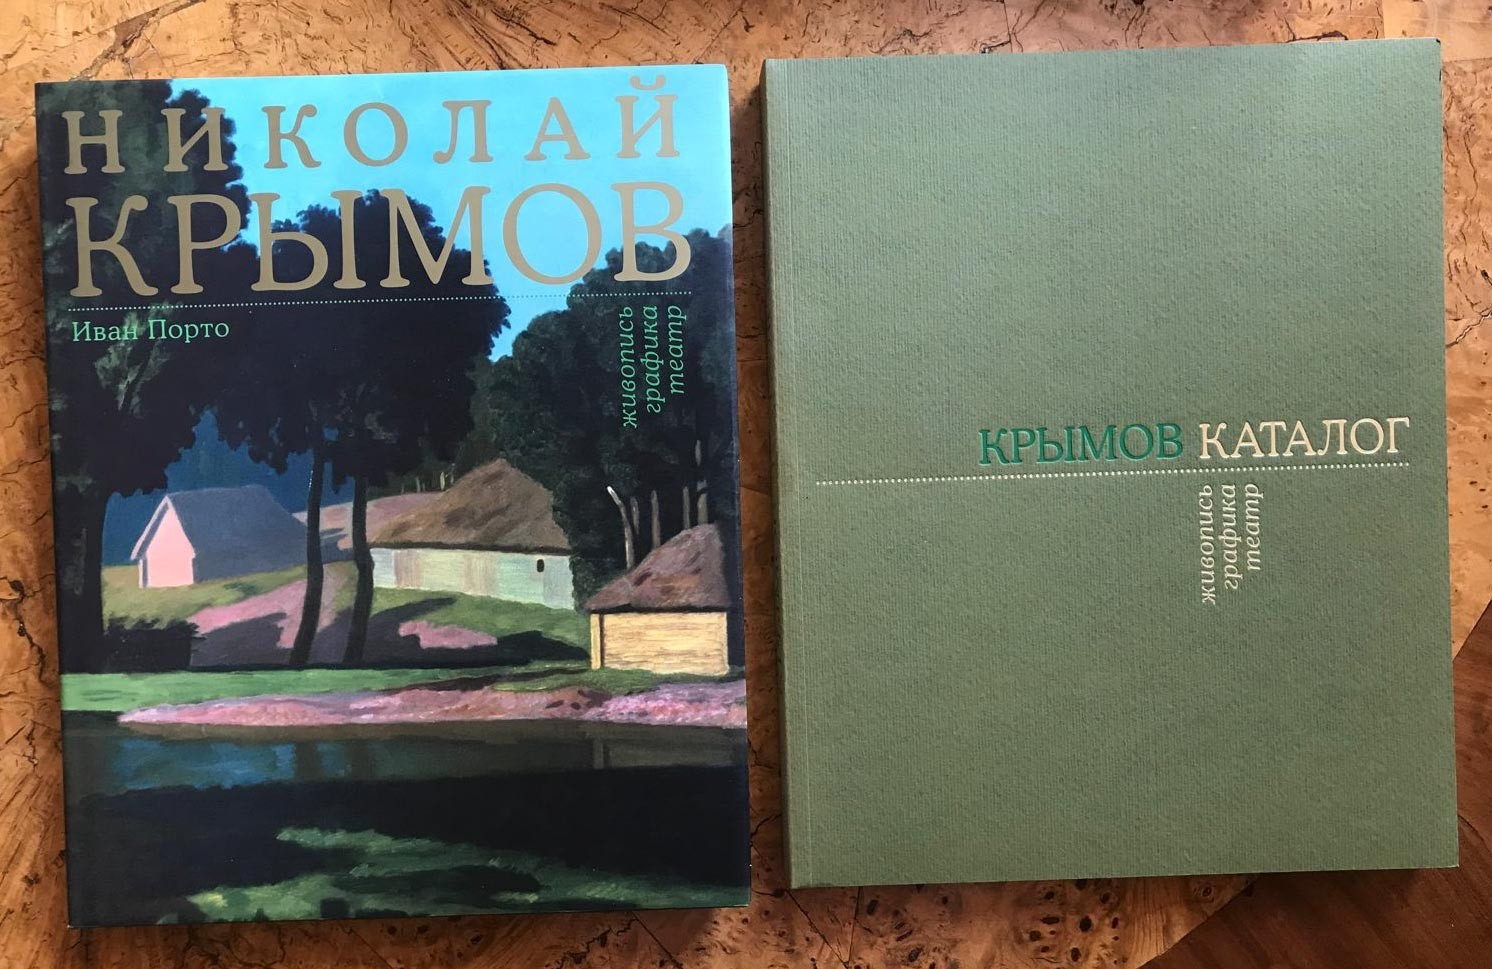 НИКОЛАЙ
КРЫМОВ
Иван Порто
живопись
графика
театр
КРЫМОВ КАТАЛОГ
живопись
графика
театр